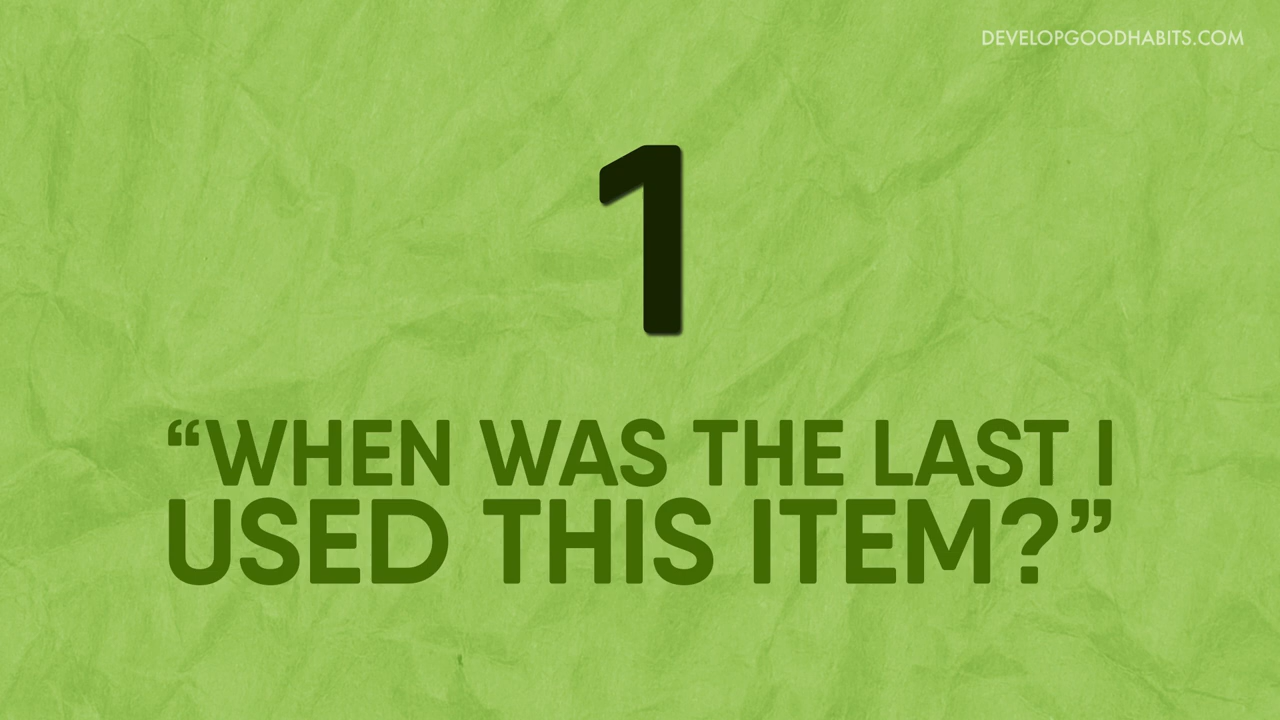 DEVELOPGOODHABITS.COM
1
“WHEN WAS THE LAST I
USED THIS ITEM?”